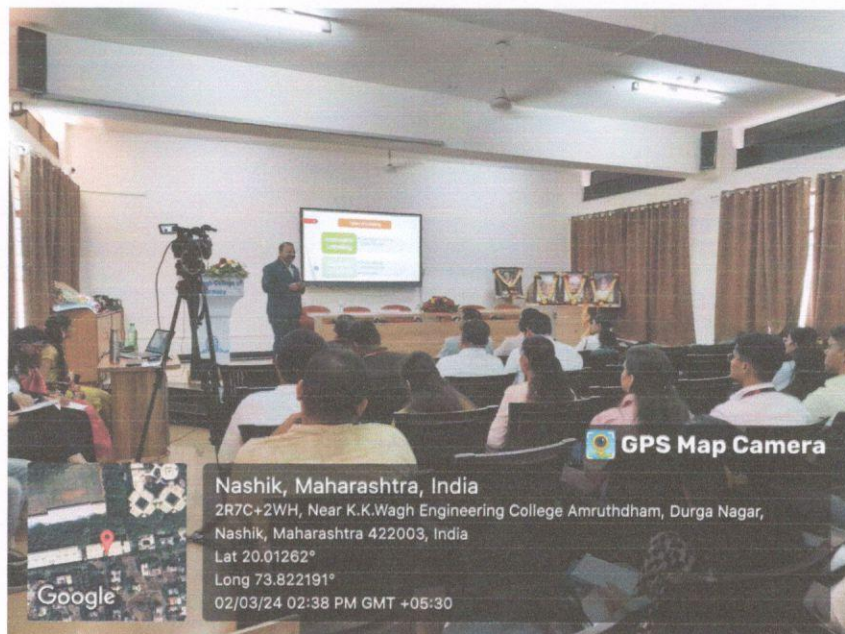 GPS Map Camera
Nashik, Maharashtra, India
2R7C+2WH, Near K.K.Wagh Engineering College Amruthdham, Durga Nagar,
Nashik, Maharashtra 422003, India
Lat 20.01262°
Long 73.822191°
02/03/24 02:38 PM GMT +05:30
Google